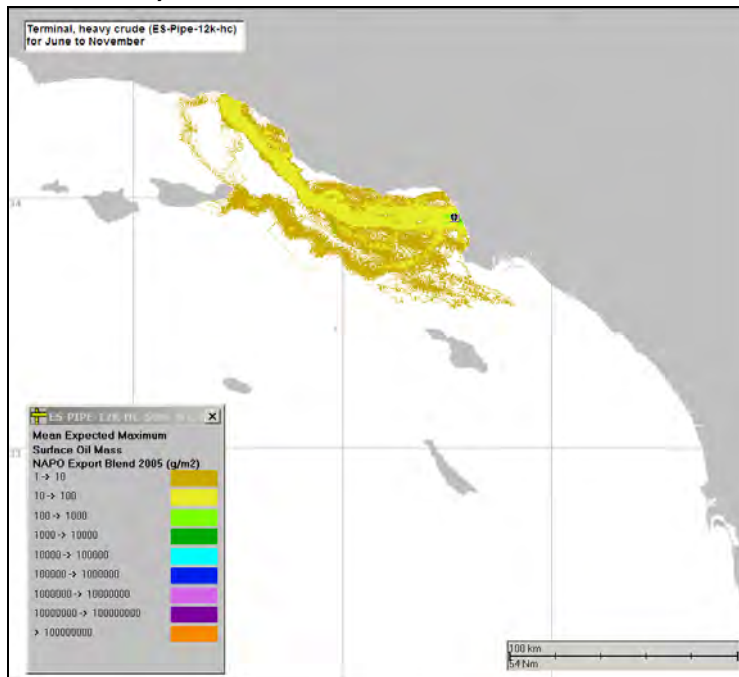 Terminal, heavy crude (ES-Pipe-12k-hc)
for June to November
34
33
Mean Expected Maximum
Surface Oil Mass
NAPO Export Blend 2005 (g/m2)
1 -> 10
10 -> 100
100 -> 1000
1000 -> 10000
10000 -> 100000
100000 -> 1000000
1000000 -> 10000000
10000000 -> 100000000
> 100000000
100 km
54 Nm